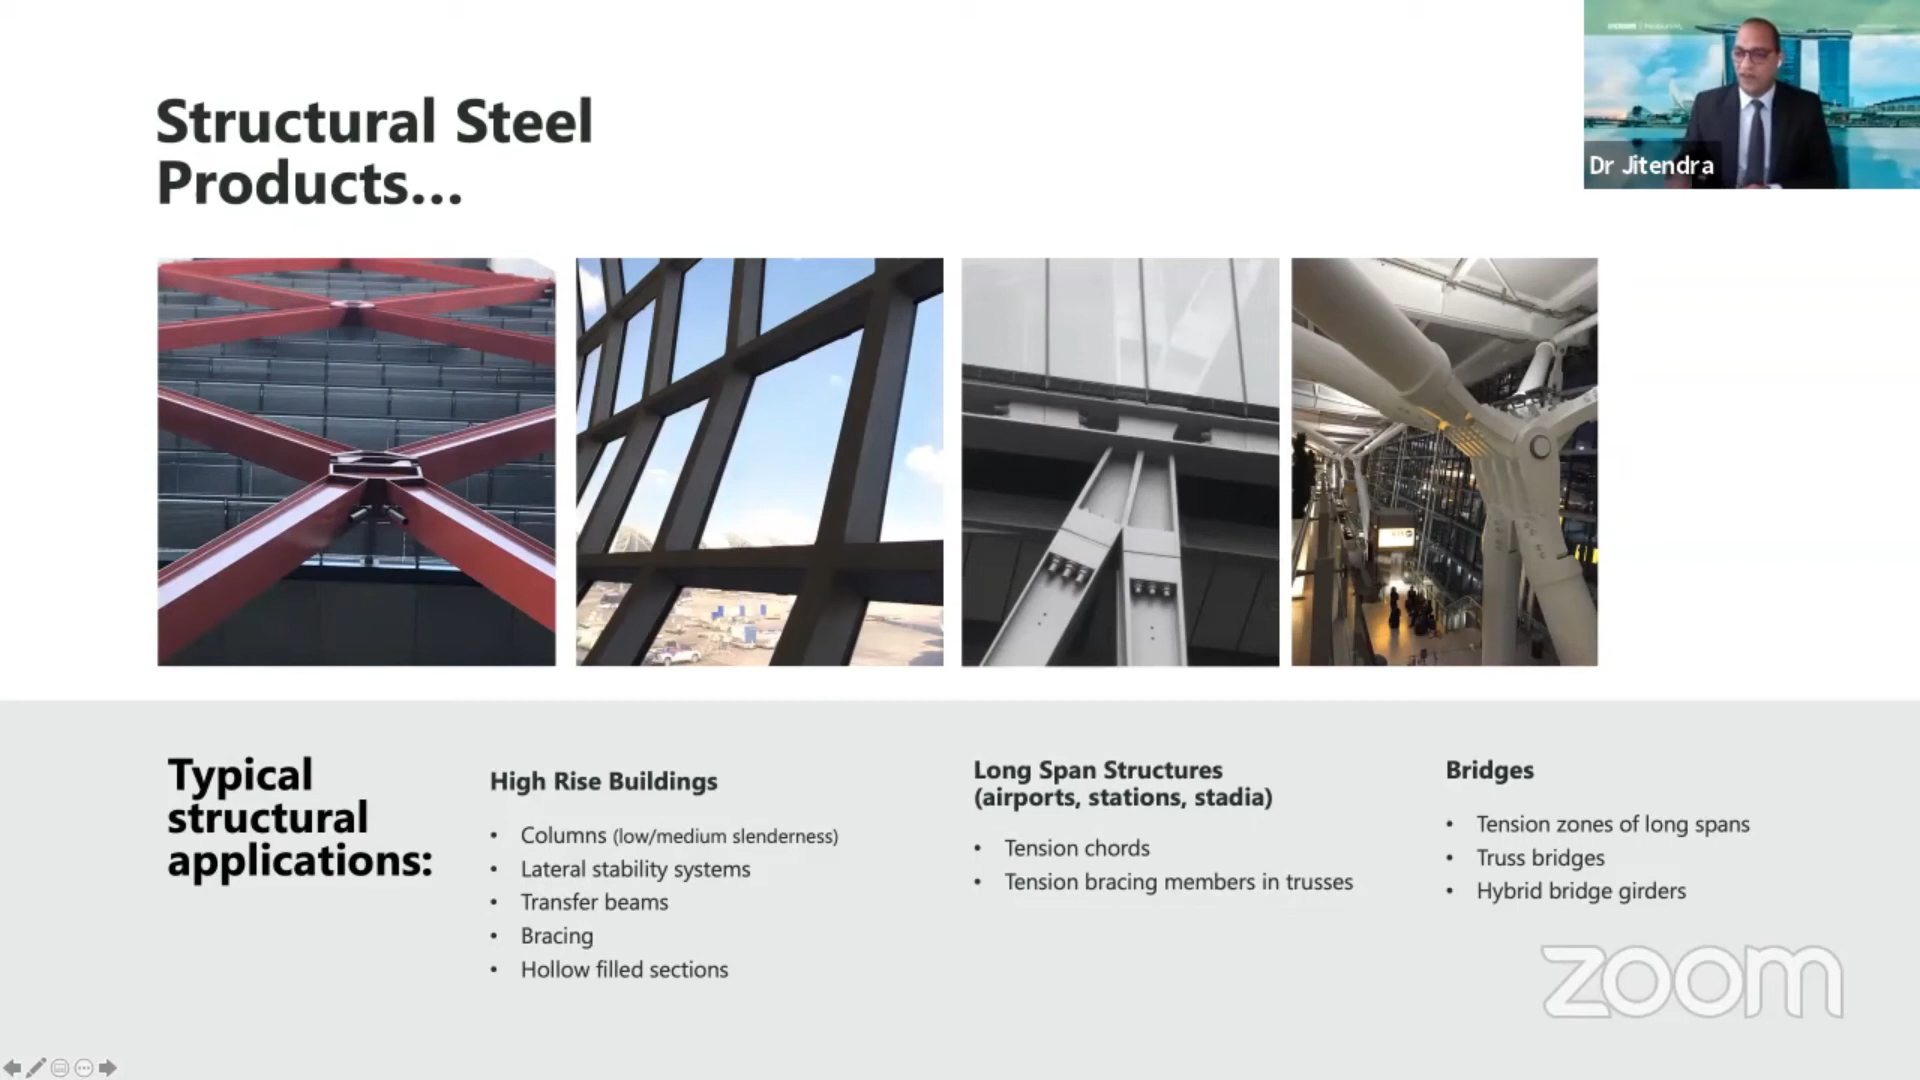 Structural Steel
Products...
Dr Jitendra
Typical
structural
applications:
High Rise Buildings
• Columns (low/medium slenderness)
• Lateral stability systems
• Transfer beams
• Bracing
• Hollow filled sections
Long Span Structures
(airports, stations, stadia)
• Tension chords
• Tension bracing members in trusses
Bridges
• Tension zones of long spans
• Truss bridges
• Hybrid bridge girders
zoom